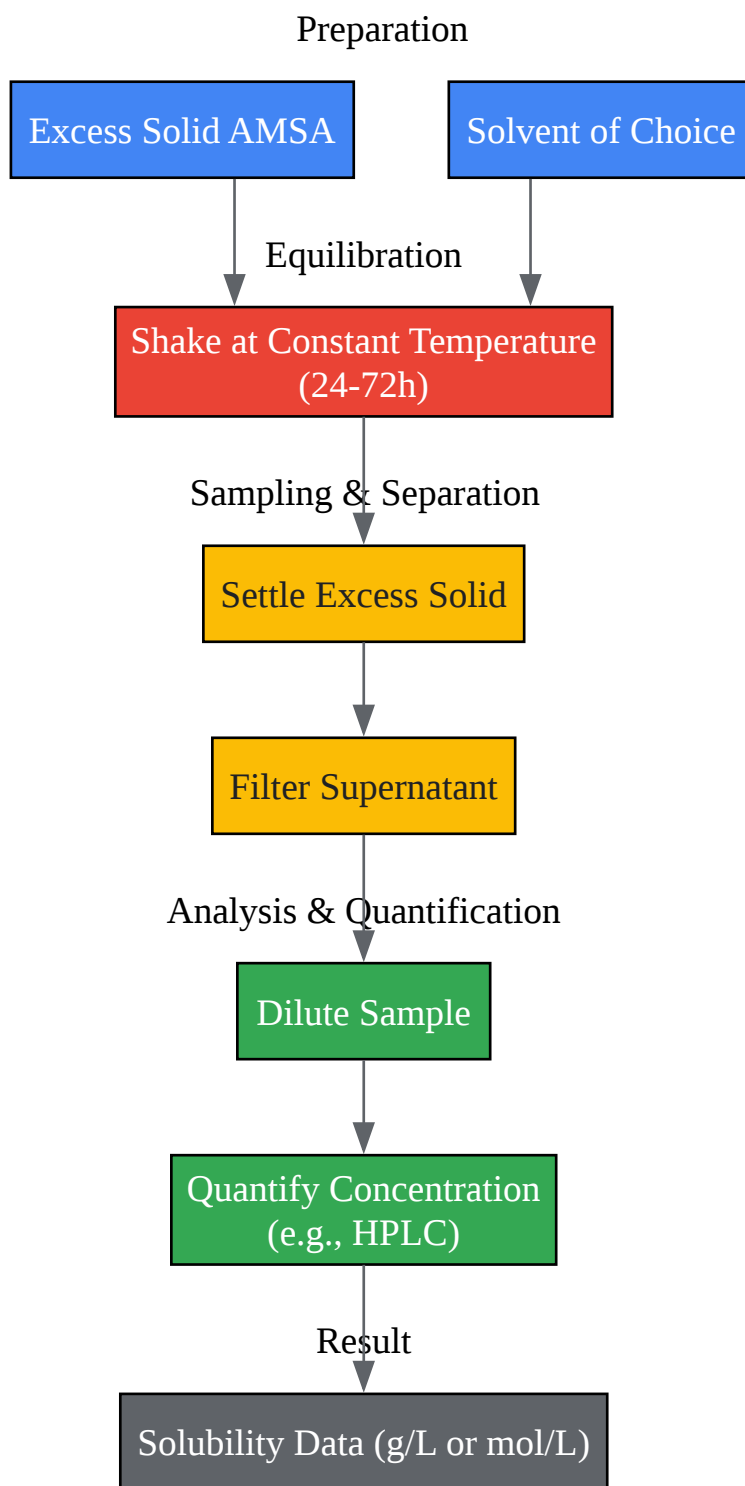 Preparation
Excess Solid AMSA
Solvent of Choice
Equilibration
Shake at Constant Temperature
(24-72h)
Sampling & Separation
Settle Excess Solid
Filter Supernatant
Analysis & Quantification
Dilute Sample
Quantify Concentration
(e.g., HPLC)
Result
Solubility Data (g/L or mol/L)